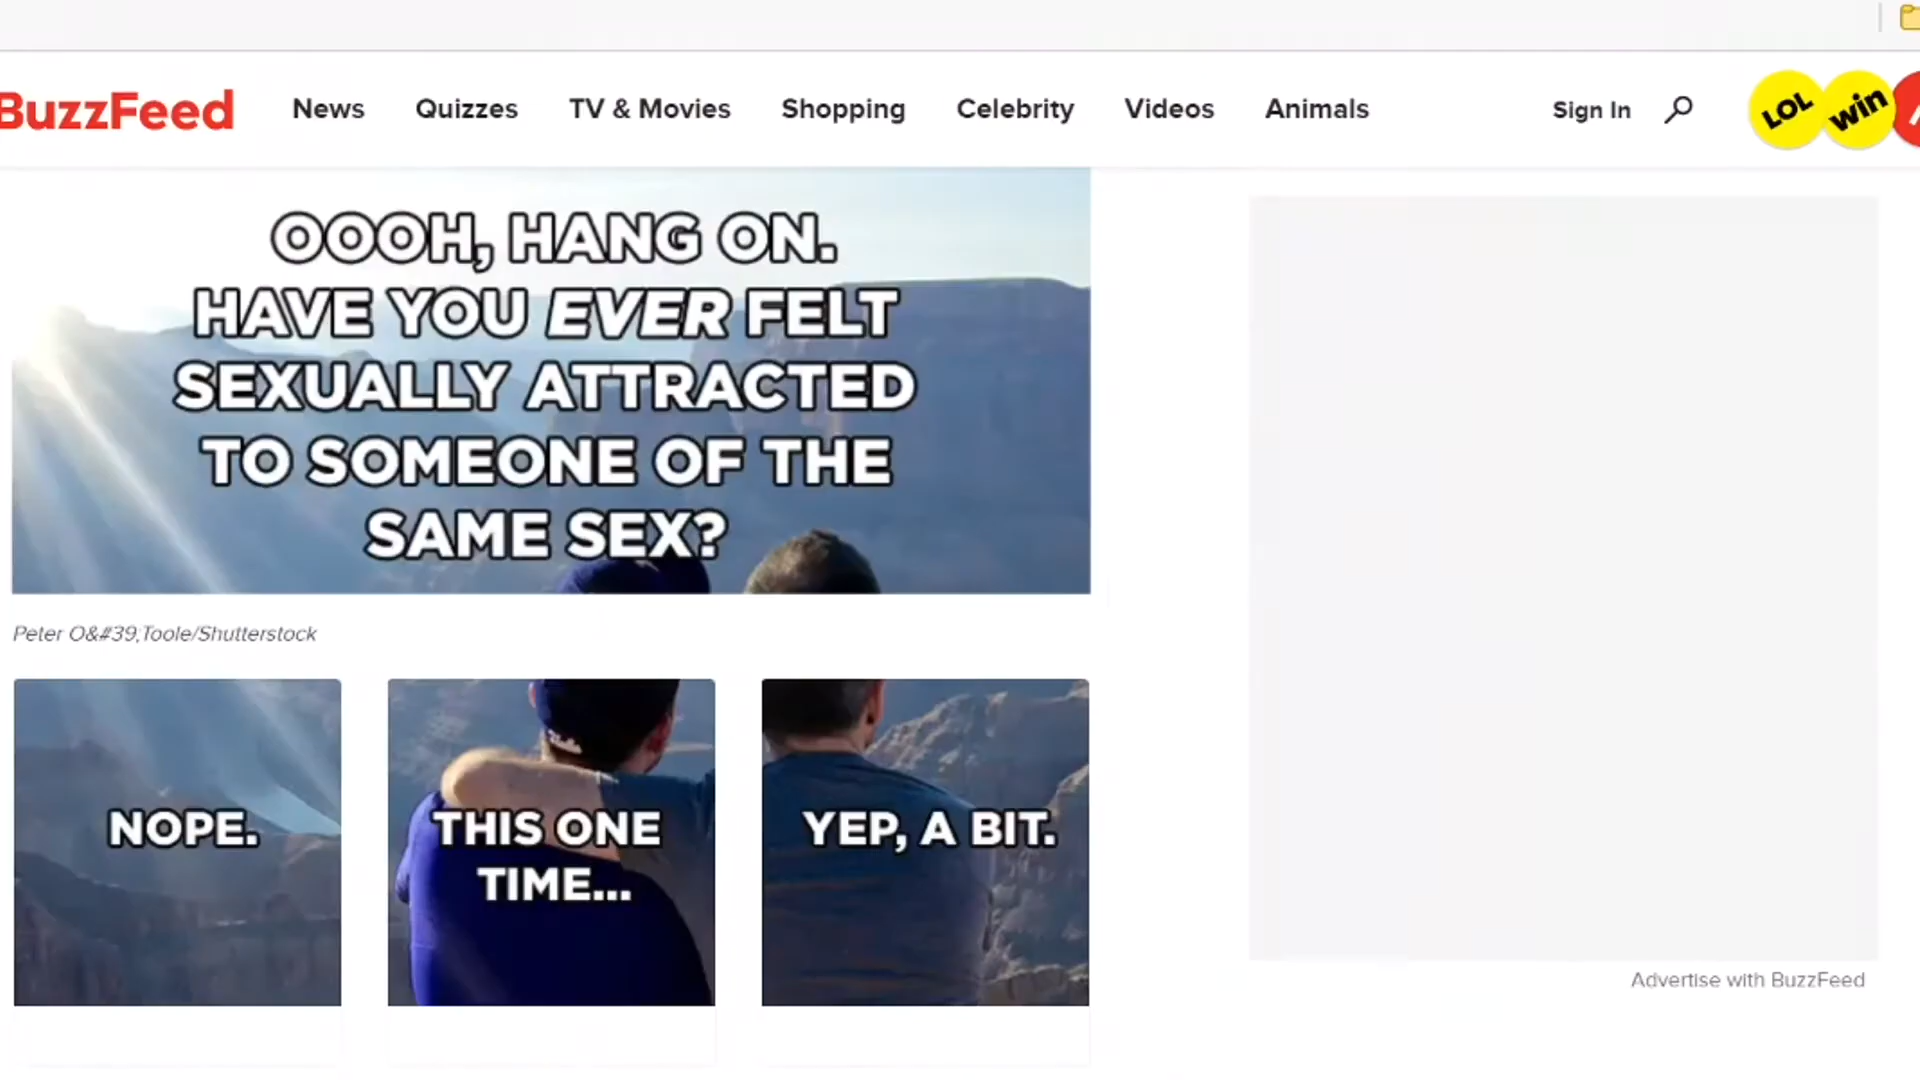 BuzzFeed News Quizzes TV & Movies Shopping Celebrity Videos Animals Sign In LOL win
OOOH, HANG ON.
HAVE YOU EVER FELT
SEXUALLY ATTRACTED
TO SOMEONE OF THE
SAME SEX?
Peter O&#39;Toole/Shutterstock
NOPE.
THIS ONE
TIME...
YEP, A BIT.
Advertise with BuzzFeed